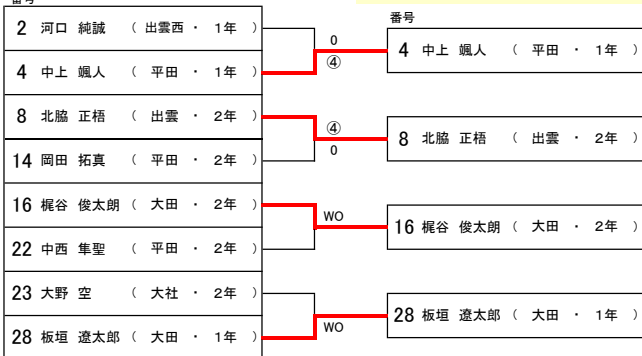 番号
2 河口 純誠 （ 出雲西 ・ 1年 ）
4 中上 颯人 （ 平田 ・ 1年 ）
8 北脇 正梧 （ 出雲 ・ 2年 ）
14 岡田 拓真 （ 平田 ・ 2年 ）
16 梶谷 俊太朗 （ 大田 ・ 2年 ）
22 中西 隼聖 （ 平田 ・ 2年 ）
23 大野 空 （ 大社 ・ 2年 ）
28 板垣 遼太郎 （ 大田 ・ 1年 ）
0
④
④
0
WO
WO
番号
4 中上 颯人 （ 平田 ・ 1年 ）
8 北脇 正梧 （ 出雲 ・ 2年 ）
16 梶谷 俊太朗 （ 大田 ・ 2年 ）
28 板垣 遼太郎 （ 大田 ・ 1年 ）